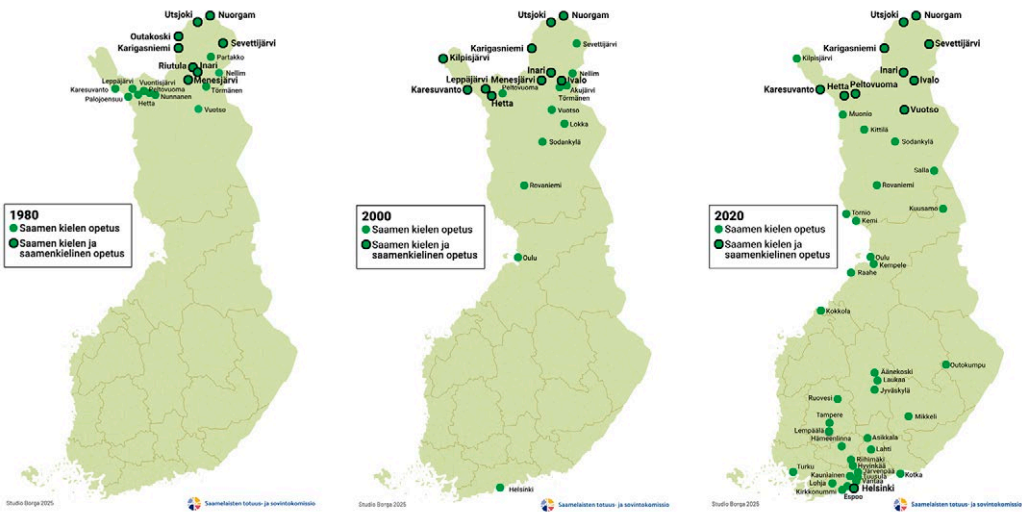 Nuorgam
Utsjoki
Outakoski
Karigasniemi
Sevettijärvi
Partakko
Riutula
Inari
Nellim
Menesjärvi
Leppäjärvi
Vuontisjärvi
Peltovuoma
Törmänen
Karesuvanto
Nunnanen
Palojoensuu
Hetta
Vuotso
1980
Saamen kielen opetus
Saamen kielen ja
saamenkielinen opetus
Studio Borga 2025
Saamelaisten totuus- ja sovintokomissio
Nuorgam
Utsjoki
Sevettijärvi
Karigasniemi
Kilpisjärvi
Inari
Nellim
Leppäjärvi
Menesjärvi
Ivalo
Karesuvanto
Peltovuoma
Akujärvi
Hetta
Törmänen
Vuotso
Lokka
Sodankylä
Rovaniemi
2000
Saamen kielen opetus
Saamen kielen ja
saamenkielinen opetus
Oulu
Helsinki
Studio Borga 2025
Saamelaisten totuus- ja sovintokomissio
Nuorgam
Utsjoki
Sevettijärvi
Karigasniemi
Kilpisjärvi
Inari
Ivalo
Karesuvanto
Hetta
Peltovuoma
Vuotso
Muonio
Kittilä
Sodankylä
Salla
Rovaniemi
Kuusamo
Tornio
Kemi
2020
Saamen kielen opetus
Saamen kielen ja
saamenkielinen opetus
Oulu
Kempele
Raahe
Kokkola
Outokumpu
Äänekoski
Laukaa
Jyväskylä
Ruovesi
Tampere
Mikkeli
Lempäälä
Hämeenlinna
Asikkala
Lahti
Riihimäki
Hyvinkää
Turku
Järvenpää
Kauniainen
Tuusula
Kotka
Lohja
Vantaa
Helsinki
Kirkkonummi
Espoo
Studio Borga 2025
Saamelaisten totuus- ja sovintokomissio